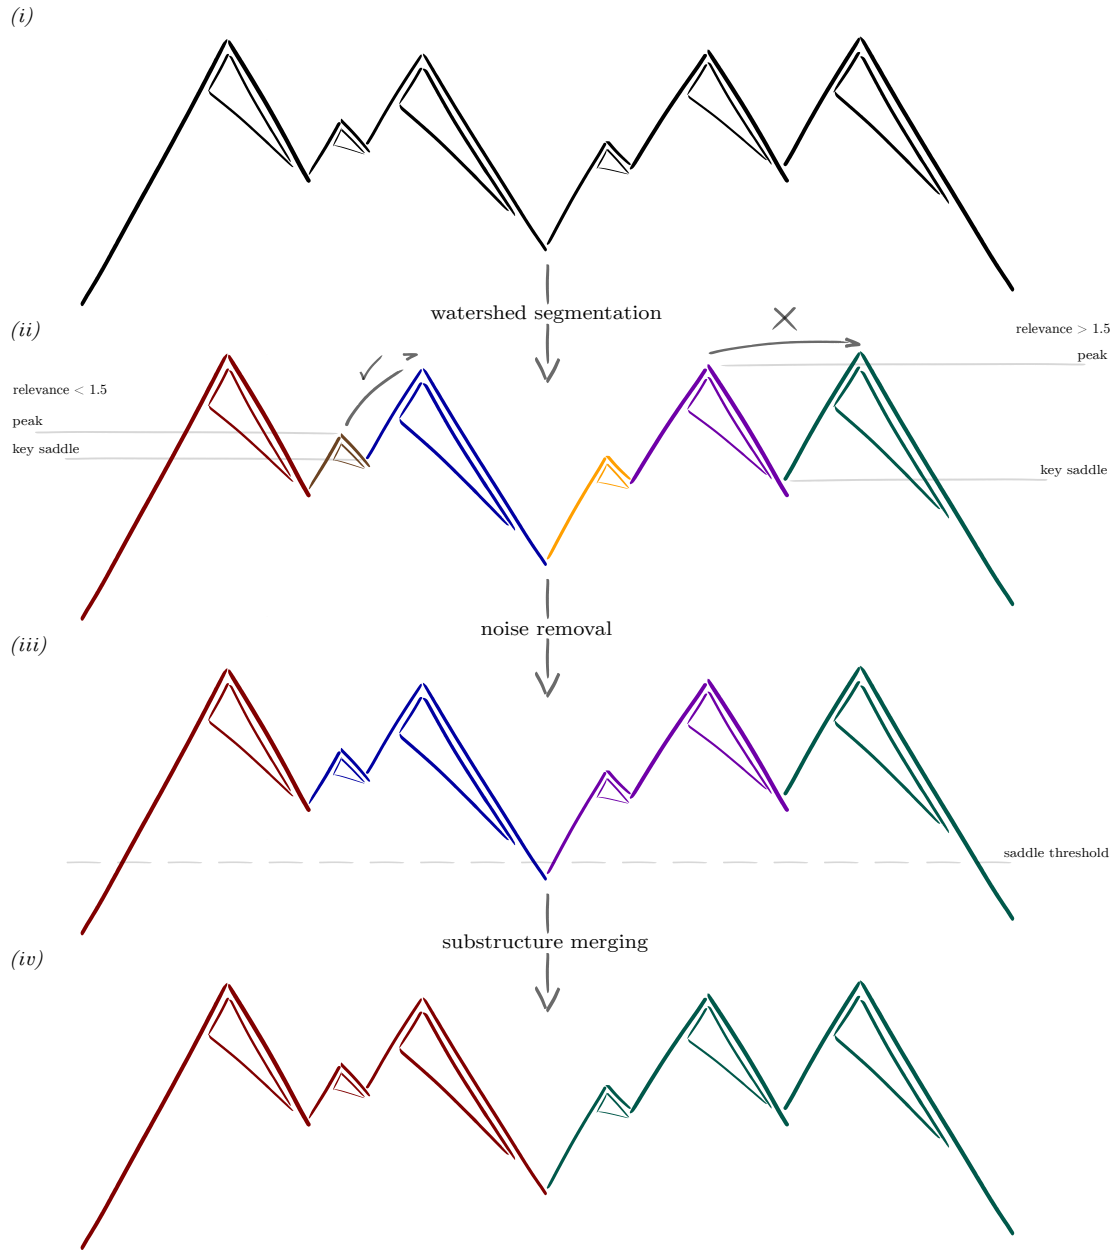 (i)
watershed segmentation
(ii)
relevance > 1.5
peak
relevance < 1.5
peak
key saddle
key saddle
noise removal
(iii)
saddle threshold
substructure merging
(iv)